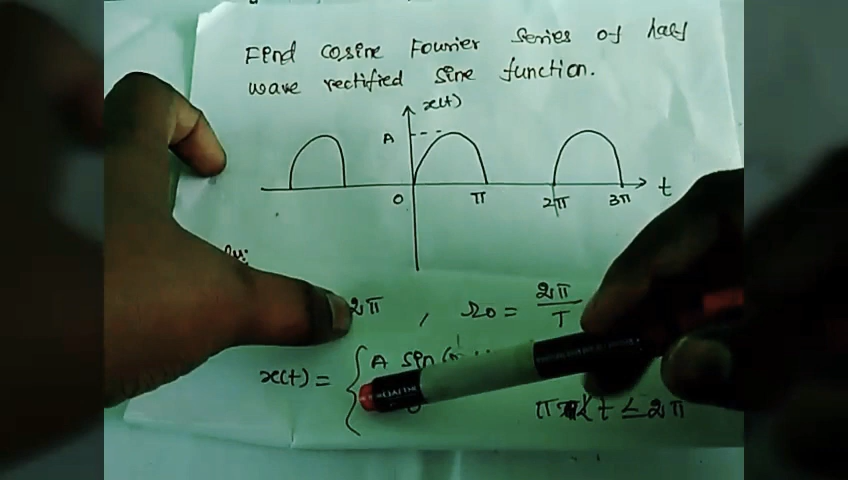 Find cosine Fourier series of half
wave rectified sine function.
x(t)
A
0 π 2π 3π t
2π , Ω0 = 2π/T
x(t) = { A sin(
π < t ≤ 2π